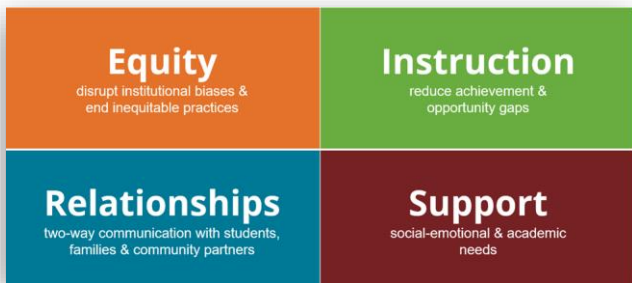 Equity
disrupt institutional biases &
end inequitable practices
Instruction
reduce achievement &
opportunity gaps
Relationships
two-way communication with students,
families & community partners
Support
social-emotional & academic
needs